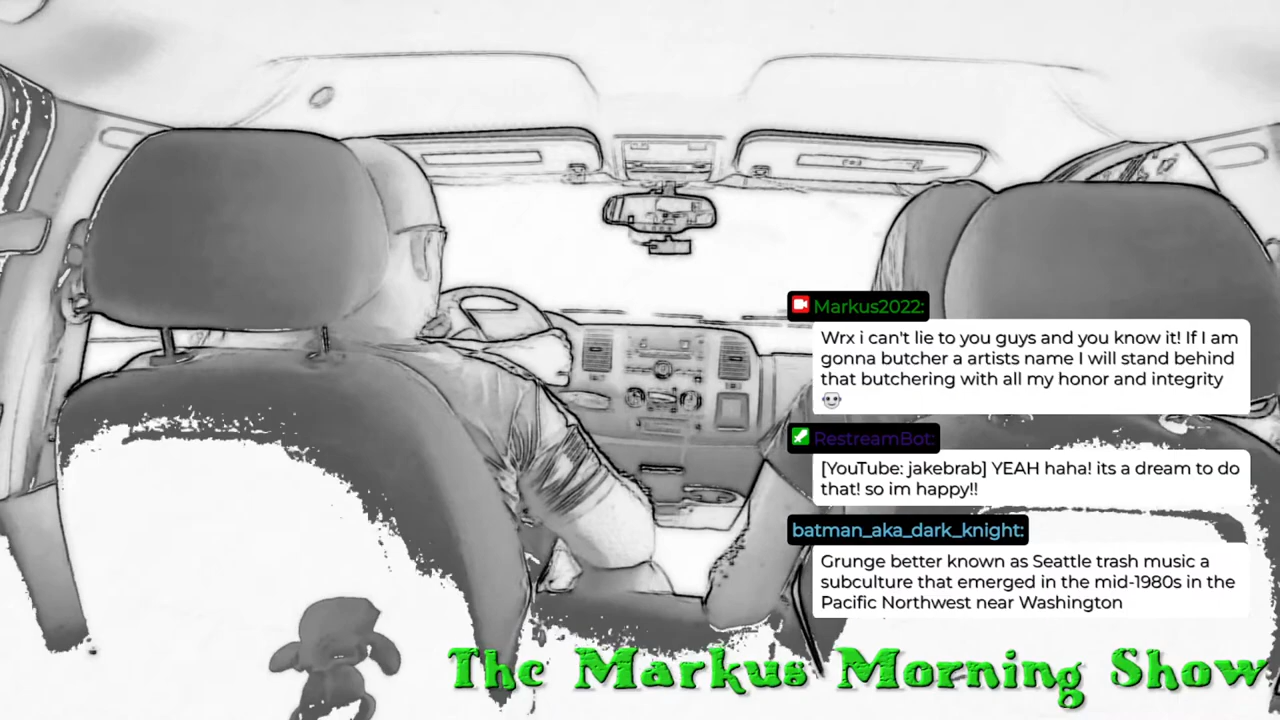 Markus2022:
Wrx i can't lie to you guys and you know it! If I am
gonna butcher a artists name I will stand behind
that butchering with all my honor and integrity
RestreamBot:
[YouTube: jakebrab] YEAH haha! its a dream to do
that! so im happy!!
batman_aka_dark_knight:
Grunge better known as Seattle trash music a
subculture that emerged in the mid-1980s in the
Pacific Northwest near Washington
The Markus Morning Show